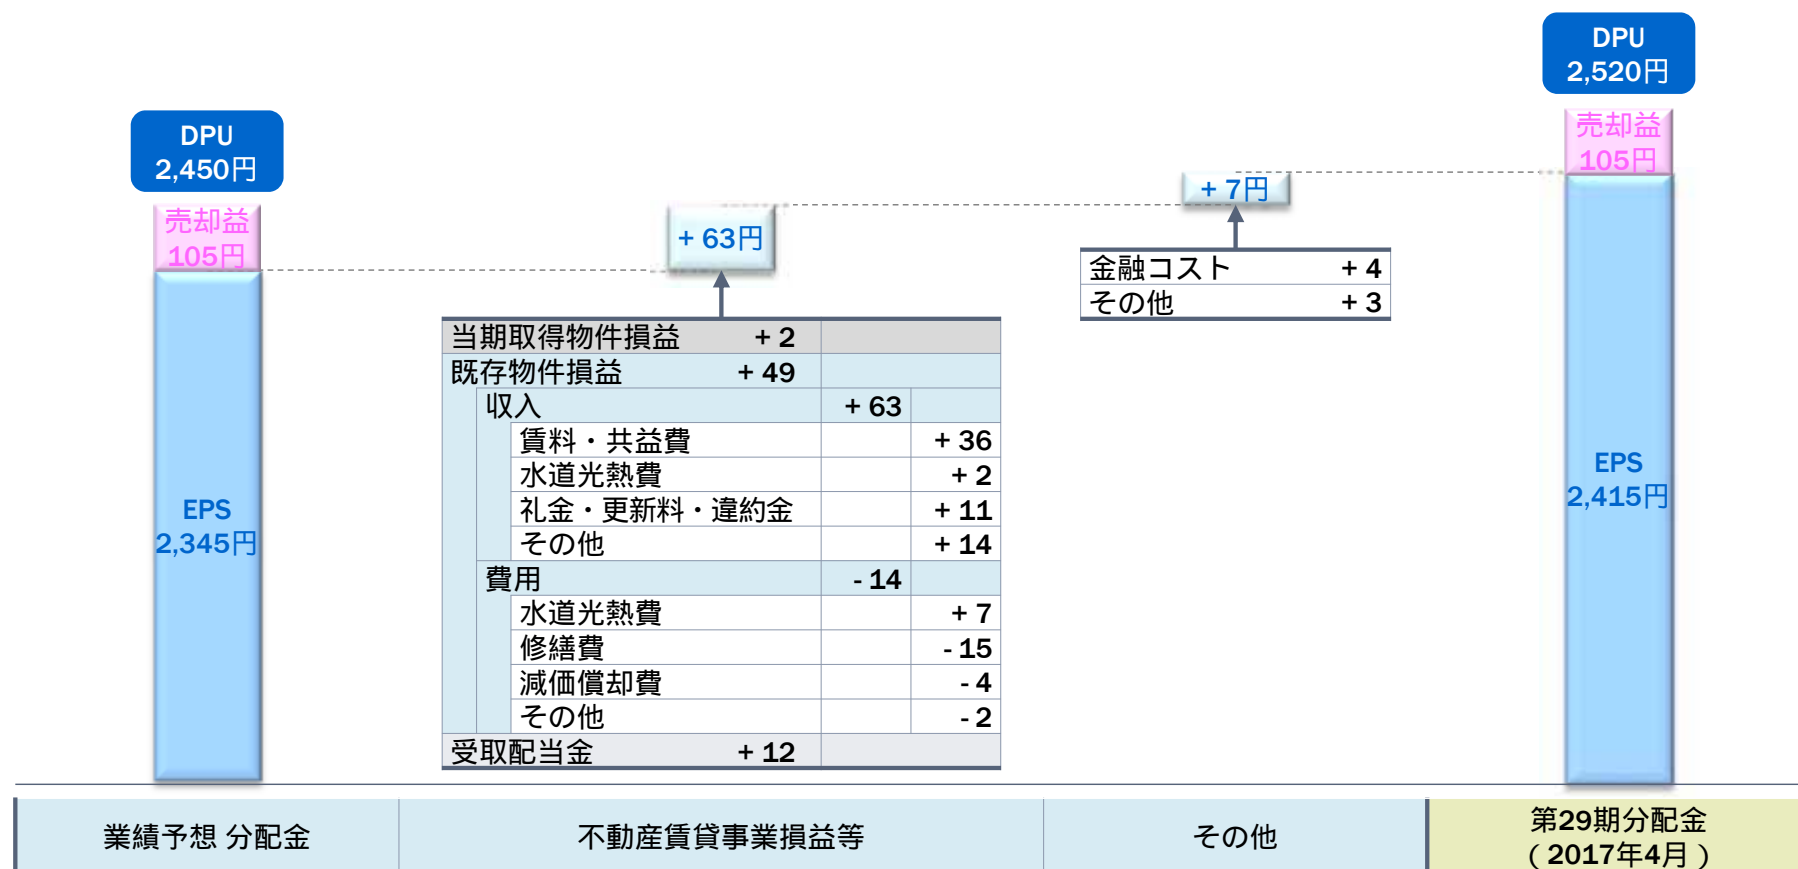 DPU
2,450円
売却益
105円
EPS
2,345円
+ 63円
当期取得物件損益 + 2
既存物件損益 + 49
収入 + 63
賃料・共益費 + 36
水道光熱費 + 2
礼金・更新料・違約金 + 11
その他 + 14
費用 - 14
水道光熱費 + 7
修繕費 - 15
減価償却費 - 4
その他 - 2
受取配当金 + 12
+ 7円
金融コスト + 4
その他 + 3
DPU
2,520円
売却益
105円
EPS
2,415円
業績予想 分配金
不動産賃貸事業損益等
その他
第29期分配金
（2017年4月）